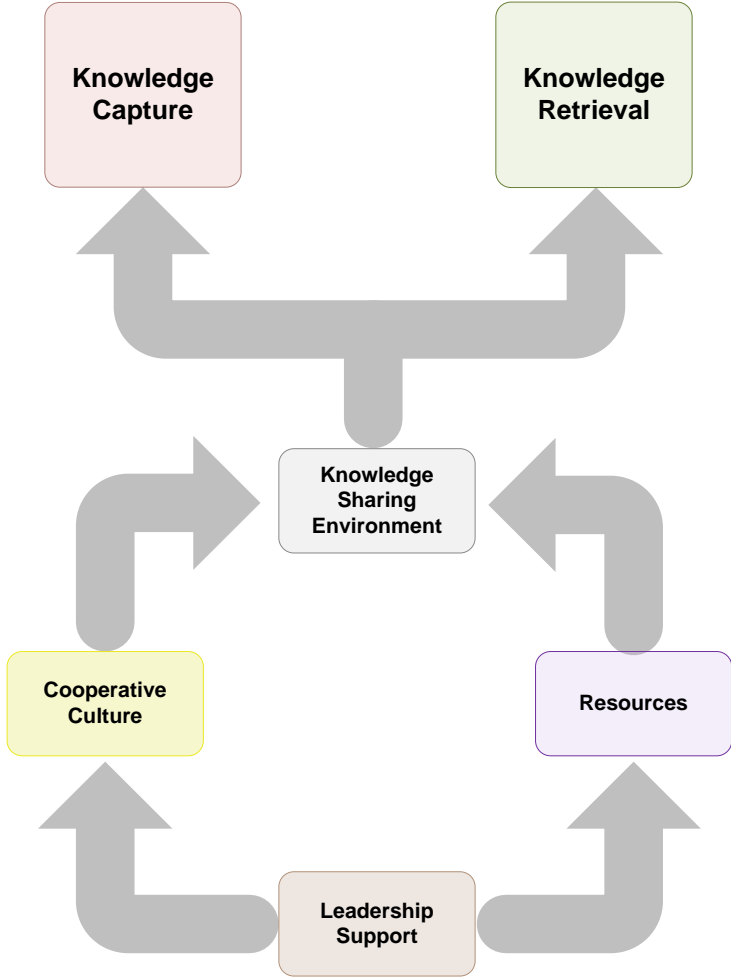 Knowledge
Capture
Knowledge
Retrieval
Knowledge
Sharing
Environment
Cooperative
Culture
Resources
Leadership
Support